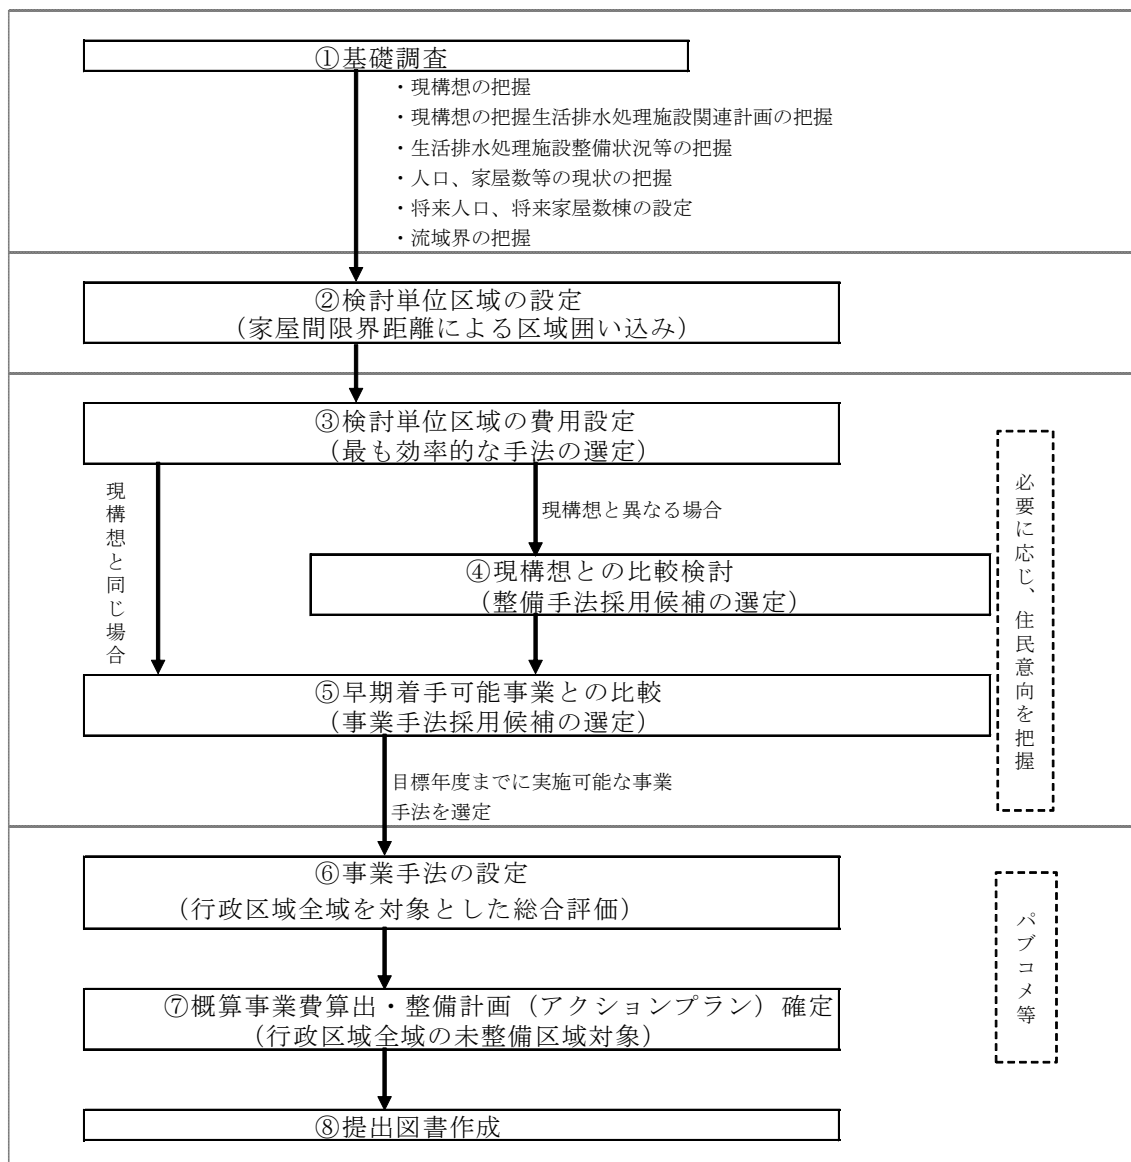 ①基礎調査
・現構想の把握
・現構想の把握生活排水処理施設関連計画の把握
・生活排水処理施設整備状況等の把握
・人口、家屋数等の現状の把握
・将来人口、将来家屋数棟の設定
・流域界の把握
②検討単位区域の設定
（家屋間限界距離による区域囲い込み）
③検討単位区域の費用設定
（最も効率的な手法の選定）
現構想と同じ場合
現構想と異なる場合
④現構想との比較検討
（整備手法採用候補の選定）
⑤早期着手可能事業との比較
（事業手法採用候補の選定）
必要に応じ、住民意向を把握
目標年度までに実施可能な事業
手法を選定
⑥事業手法の設定
（行政区域全域を対象とした総合評価）
⑦概算事業費算出・整備計画（アクションプラン）確定
（行政区域全域の未整備区域対象）
パブコメ等
⑧提出図書作成